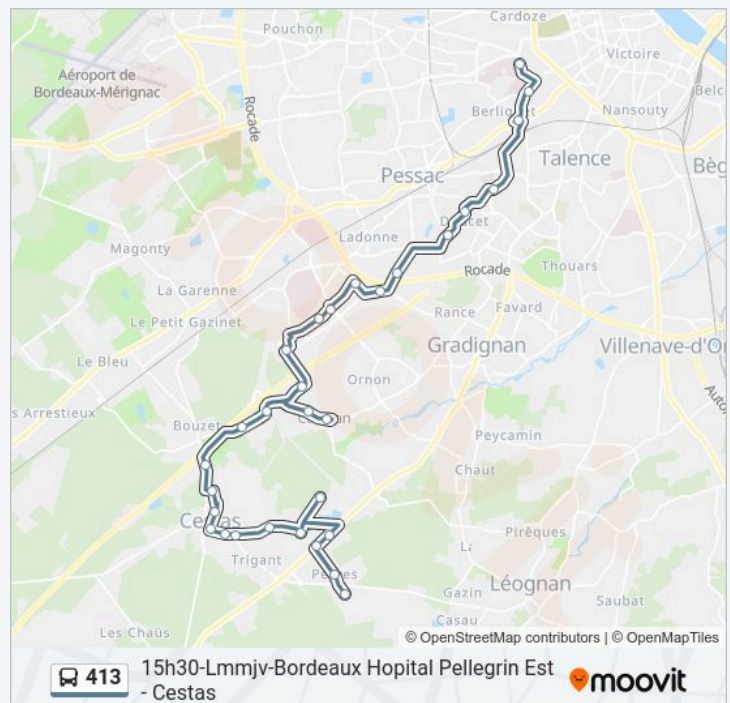 Cardoze
Pouchon
Victoire
Aéroport de
Bordeaux-Mérignac
Rocade
Belc
Nansouty
Talence
Pessac
Bèg
Ladonne
Magonty
Rocade
Thouars
La Garenne
Rance
Favard
Le Petit Gazinet
Gradignan
Villenave-d'O
Le Bleu
Ornon
s Arrestieux
Bouzet
Peycamin
Chaut
Cestas
Pirèques
Trigant
Léognan
Gazin
Saubat
Casau
Les Chaûs
© OpenStreetMap contributors | © OpenMapTiles
413
15h30-Lmmjv-Bordeaux Hopital Pellegrin Est
- Cestas
moovit